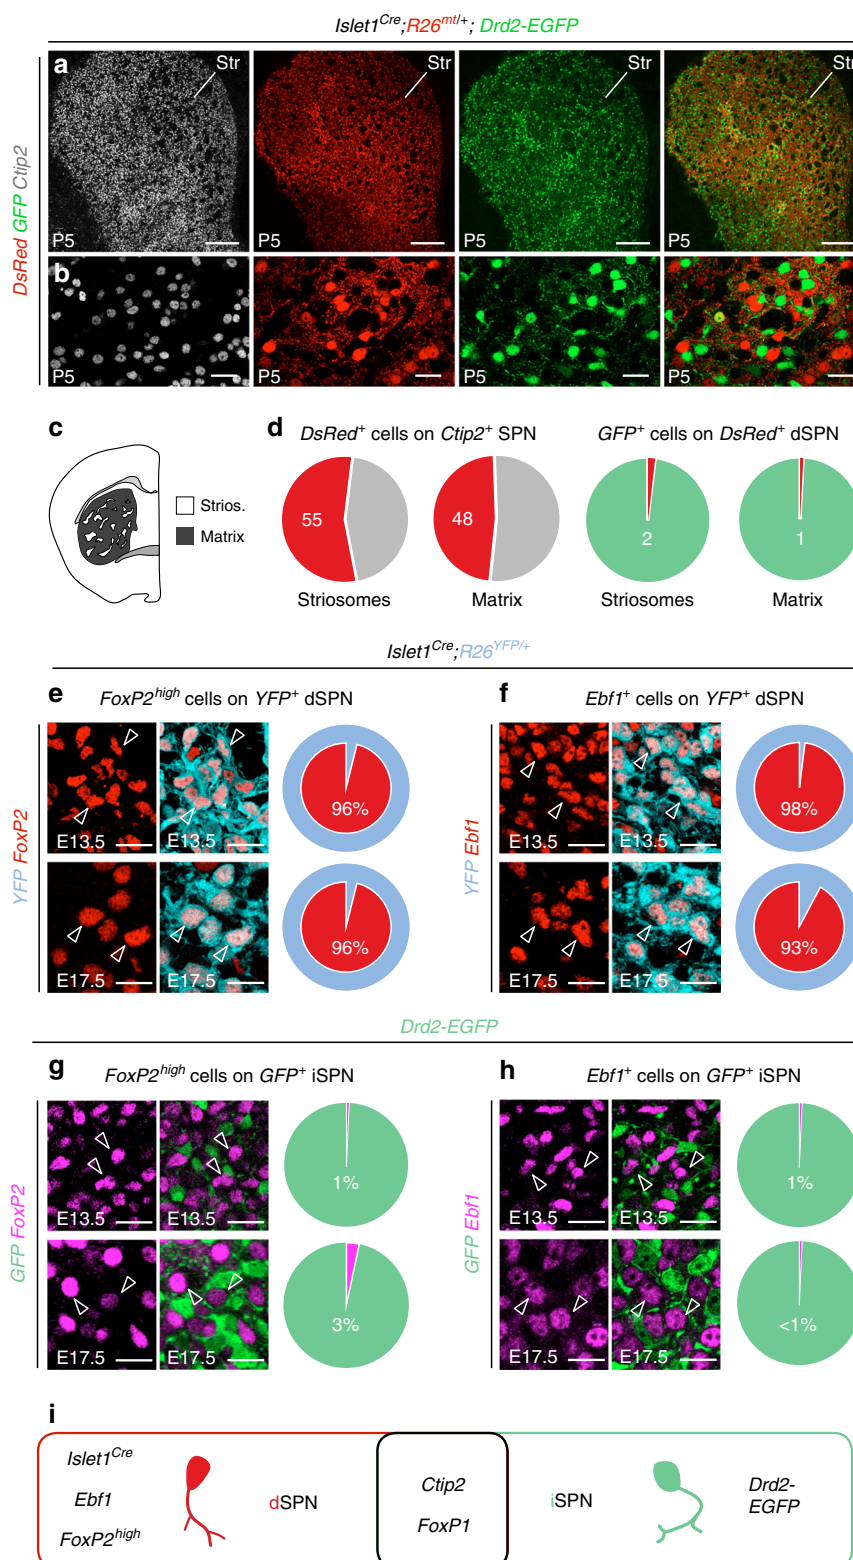 Islet1Cre;R26mt/+; Drd2-EGFP
DsRed GFP Ctip2
a
Str
Str
Str
Str
P5
P5
P5
P5
b
P5
P5
P5
P5
c
Strios.
Matrix
d
DsRed+ cells on Ctip2+ SPN
GFP+ cells on DsRed+ dSPN
55
48
2
1
Striosomes
Matrix
Striosomes
Matrix
Islet1Cre;R26YFP/+
e
FoxP2high cells on YFP+ dSPN
YFP FoxP2
E13.5
E13.5
96%
E17.5
E17.5
96%
f
Ebf1+ cells on YFP+ dSPN
YFP Ebf1
E13.5
E13.5
98%
E17.5
E17.5
93%
Drd2-EGFP
g
FoxP2high cells on GFP+ iSPN
GFP FoxP2
E13.5
E13.5
1%
E17.5
E17.5
3%
h
Ebf1+ cells on GFP+ iSPN
GFP Ebf1
E13.5
E13.5
1%
E17.5
E17.5
<1%
i
Islet1Cre
Ebf1
FoxP2high
dSPN
Ctip2
FoxP1
iSPN
Drd2-
EGFP